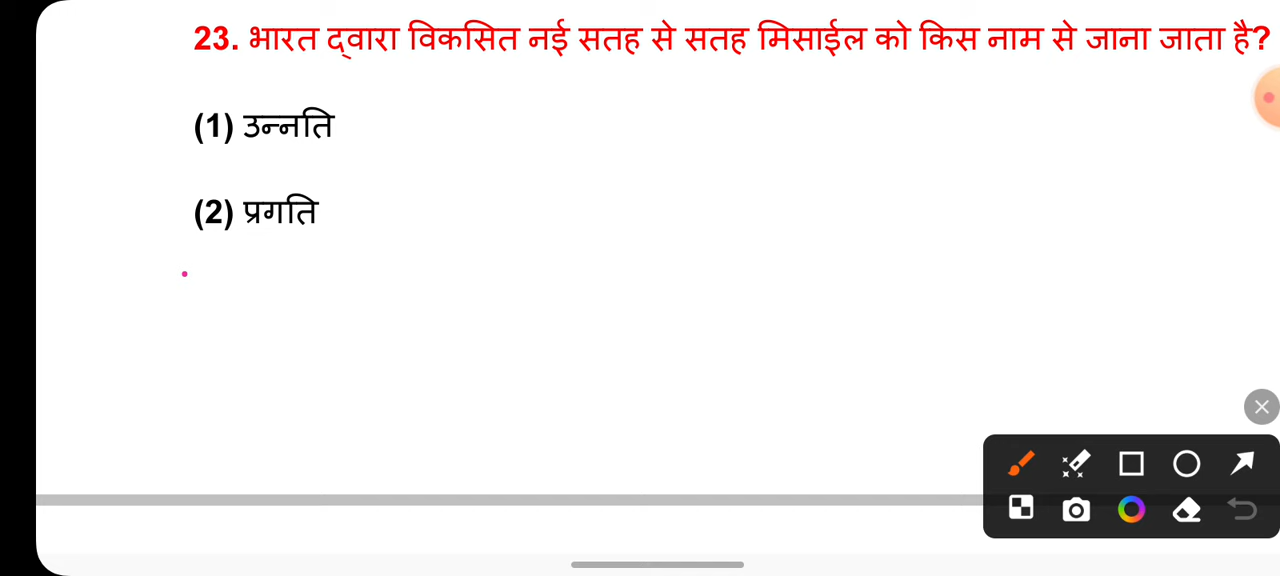 23. भारत द्वारा विकसित नई सतह से सतह मिसाईल को किस नाम से जाना जाता है?
(1) उन्नति
(2) प्रगति